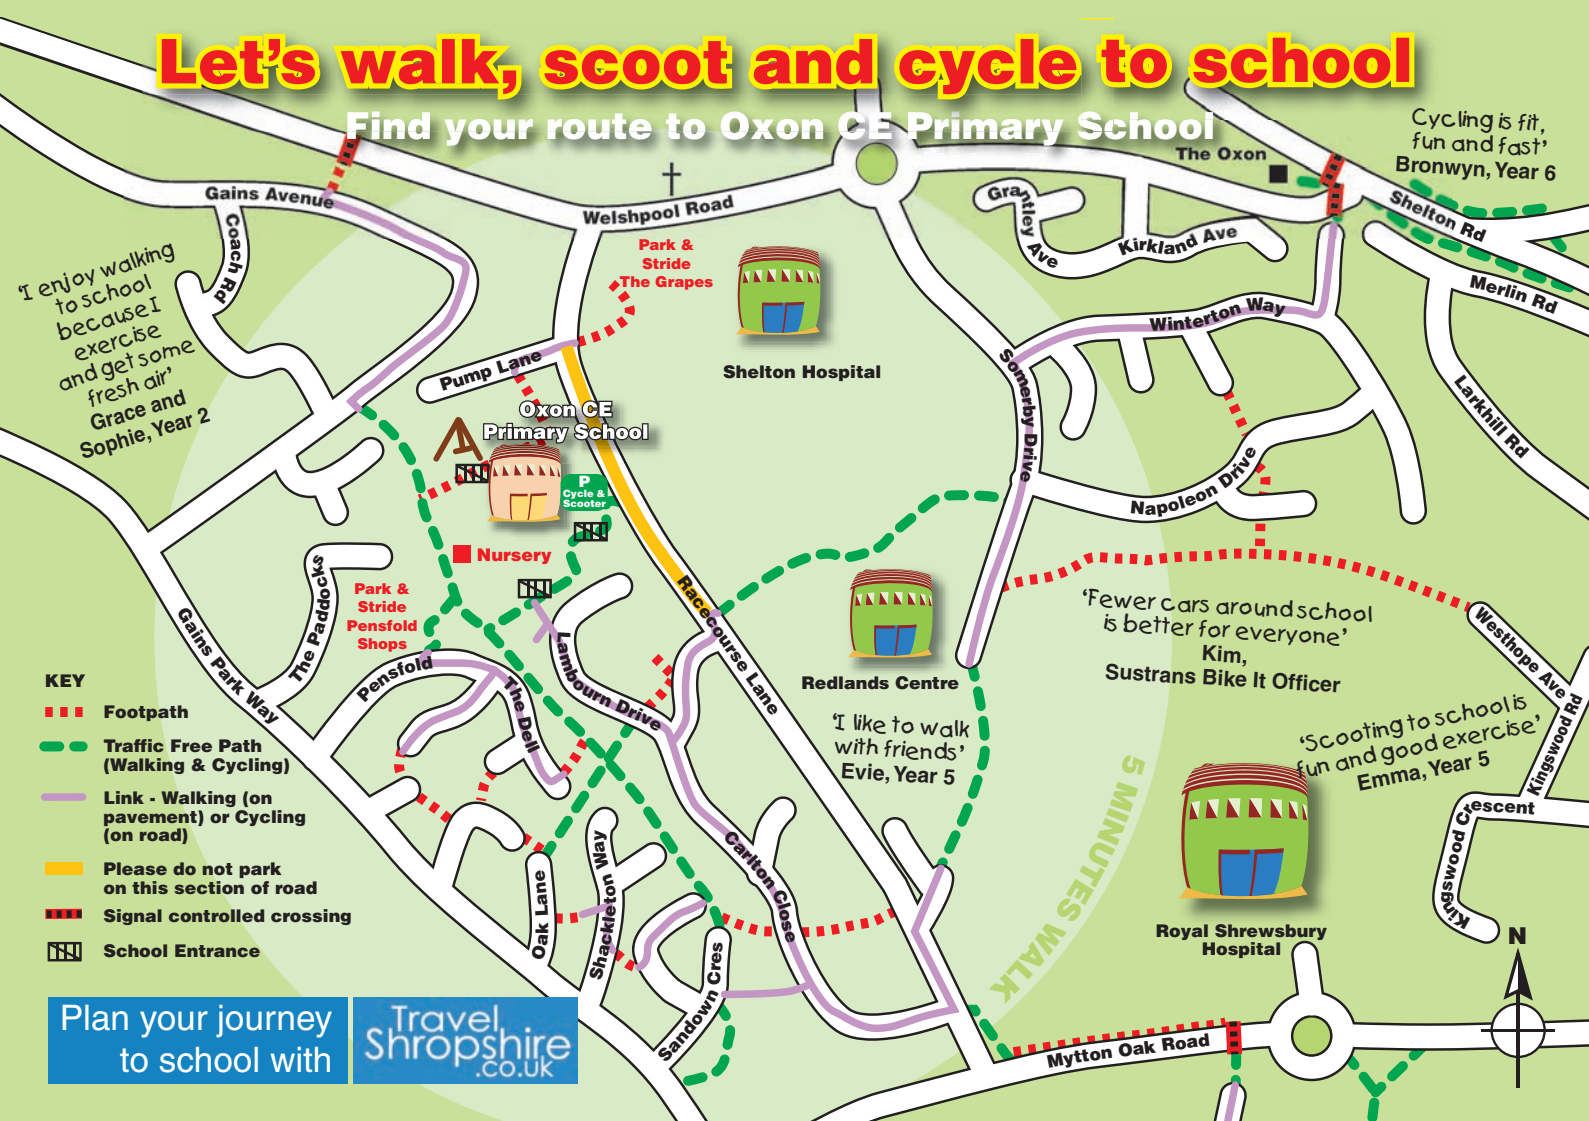 Let's walk, scoot and cycle to school
Find your route to Oxon CE Primary School
Cycling is fit,
fun and fast'
Bronwyn, Year 6
The Oxon
Shelton Rd
Merlin Rd
Larkhill Rd
Gains Avenue
Coach Rd
Welshpool Road
Grantley Ave
Kirkland Ave
Winterton Way
Somerby Drive
Napoleon Drive
'I enjoy walking
to school
because I
exercise
and get some
fresh air'
Grace and
Sophie, Year 2
Park &
Stride
The Grapes
Shelton Hospital
Pump Lane
Oxon CE
Primary School
P
Cycle &
Scooter
Nursery
Park &
Stride
Pensfold
Shops
Racecourse Lane
The Paddocks
Gains Park Way
Pensfold
The Dell
Lambourn Drive
Redlands Centre
'I like to walk
with friends'
Evie, Year 5
'Fewer cars around school
is better for everyone'
Kim,
Sustrans Bike It Officer
Westhope Ave
Kingswood Rd
Kingswood Crescent
'Scooting to school is
fun and good exercise'
Emma, Year 5
5 MINUTES WALK
Royal Shrewsbury
Hospital
N
Carlton Close
Shackleton Way
Oak Lane
Sandown Cres
Mytton Oak Road
KEY
Footpath
Traffic Free Path
(Walking & Cycling)
Link - Walking (on
pavement) or Cycling
(on road)
Please do not park
on this section of road
Signal controlled crossing
School Entrance
Plan your journey
to school with
Travel
Shropshire
.co.uk